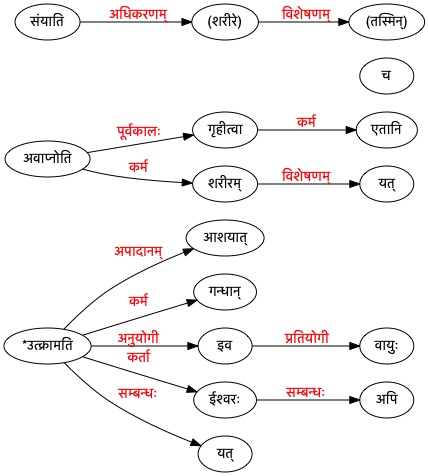 संयाति अधिकरणम् (शरीरे) विशेषणम् (तस्मिन्)
च
पूर्वकालः गृहीत्वा कर्म एतानि
अवाप्नोति
कर्म शरीरम् विशेषणम् यत्
अपादानम् आशयात्
कर्म गन्धान्
*उत्क्रामति अनुयोगी इव प्रतियोगी वायुः
कर्ता ईश्वरः सम्बन्धः अपि
सम्बन्धः यत्